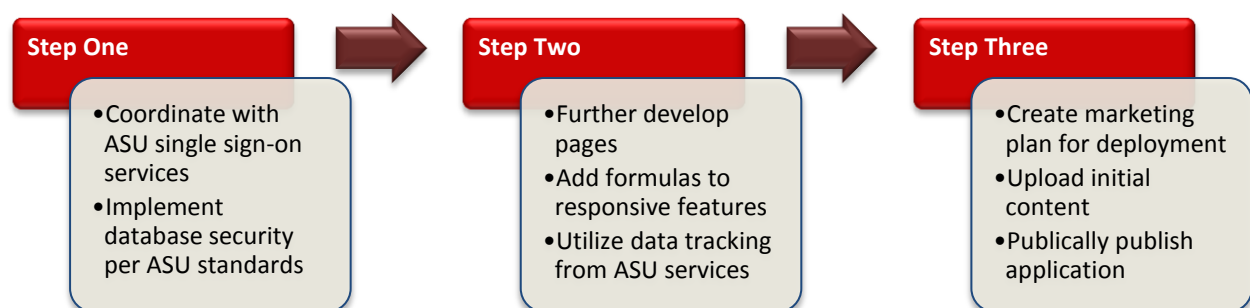 Step One
•Coordinate with
ASU single sign-on
services
•Implement
database security
per ASU standards
Step Two
•Further develop
pages
•Add formulas to
responsive features
•Utilize data tracking
from ASU services
Step Three
•Create marketing
plan for deployment
•Upload initial
content
•Publically publish
application